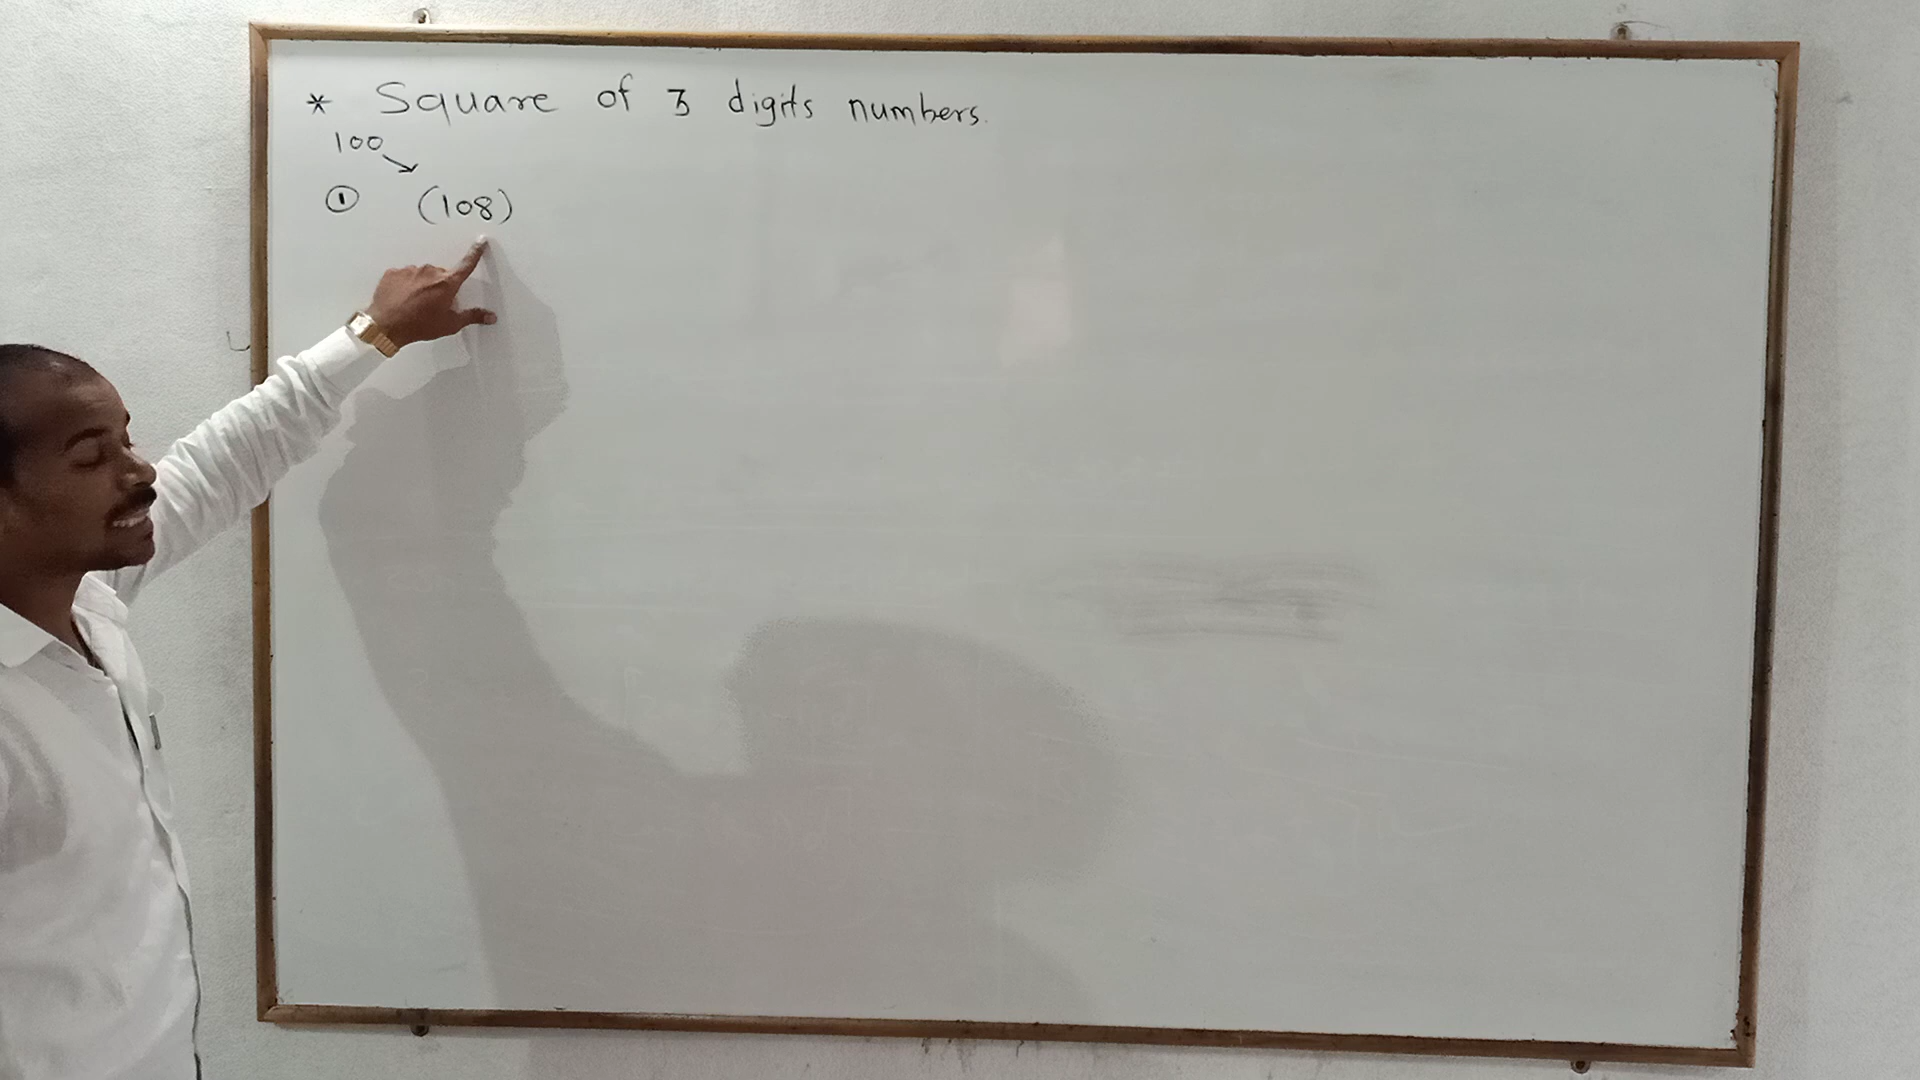 * Square of 3 digits numbers.
100 ↘
① (108)